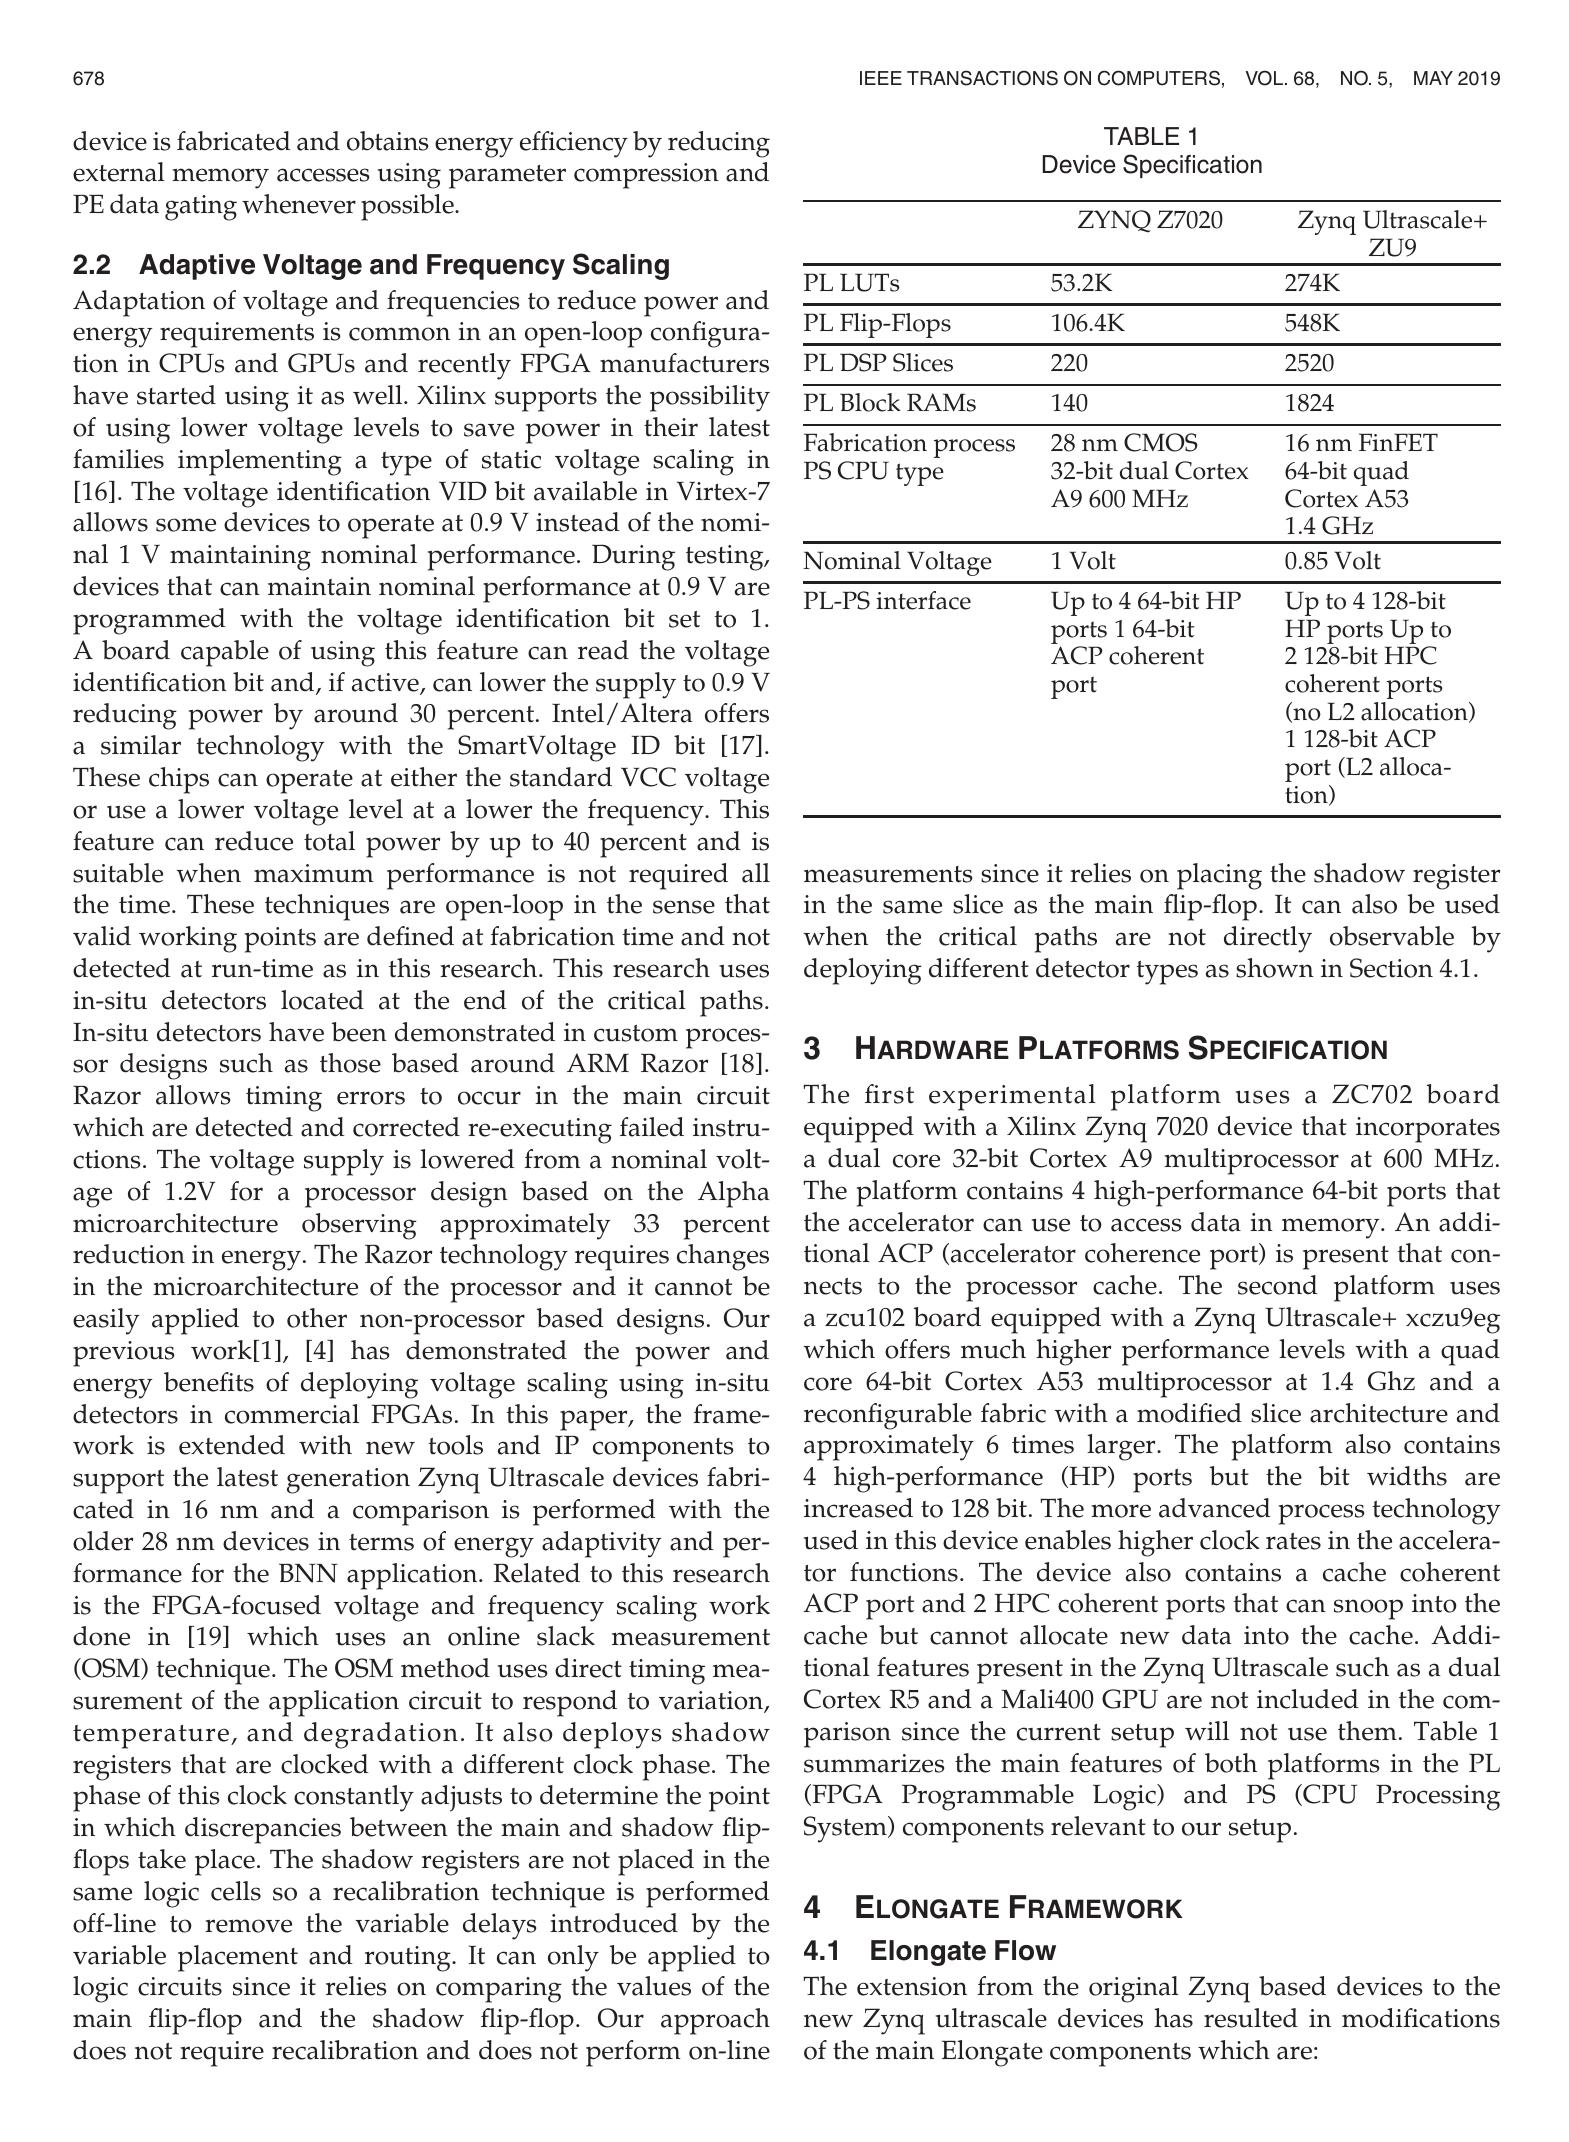 678
IEEE TRANSACTIONS ON COMPUTERS, VOL. 68, NO. 5, MAY 2019
device is fabricated and obtains energy efficiency by reducing
external memory accesses using parameter compression and
PE data gating whenever possible.
2.2 Adaptive Voltage and Frequency Scaling
Adaptation of voltage and frequencies to reduce power and
energy requirements is common in an open-loop configura-
tion in CPUs and GPUs and recently FPGA manufacturers
have started using it as well. Xilinx supports the possibility
of using lower voltage levels to save power in their latest
families implementing a type of static voltage scaling in
[16]. The voltage identification VID bit available in Virtex-7
allows some devices to operate at 0.9 V instead of the nomi-
nal 1 V maintaining nominal performance. During testing,
devices that can maintain nominal performance at 0.9 V are
programmed with the voltage identification bit set to 1.
A board capable of using this feature can read the voltage
identification bit and, if active, can lower the supply to 0.9 V
reducing power by around 30 percent. Intel/Altera offers
a similar technology with the SmartVoltage ID bit [17].
These chips can operate at either the standard VCC voltage
or use a lower voltage level at a lower the frequency. This
feature can reduce total power by up to 40 percent and is
suitable when maximum performance is not required all
the time. These techniques are open-loop in the sense that
valid working points are defined at fabrication time and not
detected at run-time as in this research. This research uses
in-situ detectors located at the end of the critical paths.
In-situ detectors have been demonstrated in custom proces-
sor designs such as those based around ARM Razor [18].
Razor allows timing errors to occur in the main circuit
which are detected and corrected re-executing failed instru-
ctions. The voltage supply is lowered from a nominal volt-
age of 1.2V for a processor design based on the Alpha
microarchitecture observing approximately 33 percent
reduction in energy. The Razor technology requires changes
in the microarchitecture of the processor and it cannot be
easily applied to other non-processor based designs. Our
previous work[1], [4] has demonstrated the power and
energy benefits of deploying voltage scaling using in-situ
detectors in commercial FPGAs. In this paper, the frame-
work is extended with new tools and IP components to
support the latest generation Zynq Ultrascale devices fabri-
cated in 16 nm and a comparison is performed with the
older 28 nm devices in terms of energy adaptivity and per-
formance for the BNN application. Related to this research
is the FPGA-focused voltage and frequency scaling work
done in [19] which uses an online slack measurement
(OSM) technique. The OSM method uses direct timing mea-
surement of the application circuit to respond to variation,
temperature, and degradation. It also deploys shadow
registers that are clocked with a different clock phase. The
phase of this clock constantly adjusts to determine the point
in which discrepancies between the main and shadow flip-
flops take place. The shadow registers are not placed in the
same logic cells so a recalibration technique is performed
off-line to remove the variable delays introduced by the
variable placement and routing. It can only be applied to
logic circuits since it relies on comparing the values of the
main flip-flop and the shadow flip-flop. Our approach
does not require recalibration and does not perform on-line
TABLE 1
Device Specification
ZYNQ Z7020 Zynq Ultrascale+
ZU9
PL LUTs 53.2K 274K
PL Flip-Flops 106.4K 548K
PL DSP Slices 220 2520
PL Block RAMs 140 1824
Fabrication process 28 nm CMOS 16 nm FinFET
PS CPU type 32-bit dual Cortex 64-bit quad
A9 600 MHz Cortex A53
1.4 GHz
Nominal Voltage 1 Volt 0.85 Volt
PL-PS interface Up to 4 64-bit HP Up to 4 128-bit
ports 1 64-bit HP ports Up to
ACP coherent 2 128-bit HPC
port coherent ports
(no L2 allocation)
1 128-bit ACP
port (L2 alloca-
tion)
measurements since it relies on placing the shadow register
in the same slice as the main flip-flop. It can also be used
when the critical paths are not directly observable by
deploying different detector types as shown in Section 4.1.
3 HARDWARE PLATFORMS SPECIFICATION
The first experimental platform uses a ZC702 board
equipped with a Xilinx Zynq 7020 device that incorporates
a dual core 32-bit Cortex A9 multiprocessor at 600 MHz.
The platform contains 4 high-performance 64-bit ports that
the accelerator can use to access data in memory. An addi-
tional ACP (accelerator coherence port) is present that con-
nects to the processor cache. The second platform uses
a zcu102 board equipped with a Zynq Ultrascale+ xczu9eg
which offers much higher performance levels with a quad
core 64-bit Cortex A53 multiprocessor at 1.4 Ghz and a
reconfigurable fabric with a modified slice architecture and
approximately 6 times larger. The platform also contains
4 high-performance (HP) ports but the bit widths are
increased to 128 bit. The more advanced process technology
used in this device enables higher clock rates in the accelera-
tor functions. The device also contains a cache coherent
ACP port and 2 HPC coherent ports that can snoop into the
cache but cannot allocate new data into the cache. Addi-
tional features present in the Zynq Ultrascale such as a dual
Cortex R5 and a Mali400 GPU are not included in the com-
parison since the current setup will not use them. Table 1
summarizes the main features of both platforms in the PL
(FPGA Programmable Logic) and PS (CPU Processing
System) components relevant to our setup.
4 ELONGATE FRAMEWORK
4.1 Elongate Flow
The extension from the original Zynq based devices to the
new Zynq ultrascale devices has resulted in modifications
of the main Elongate components which are: